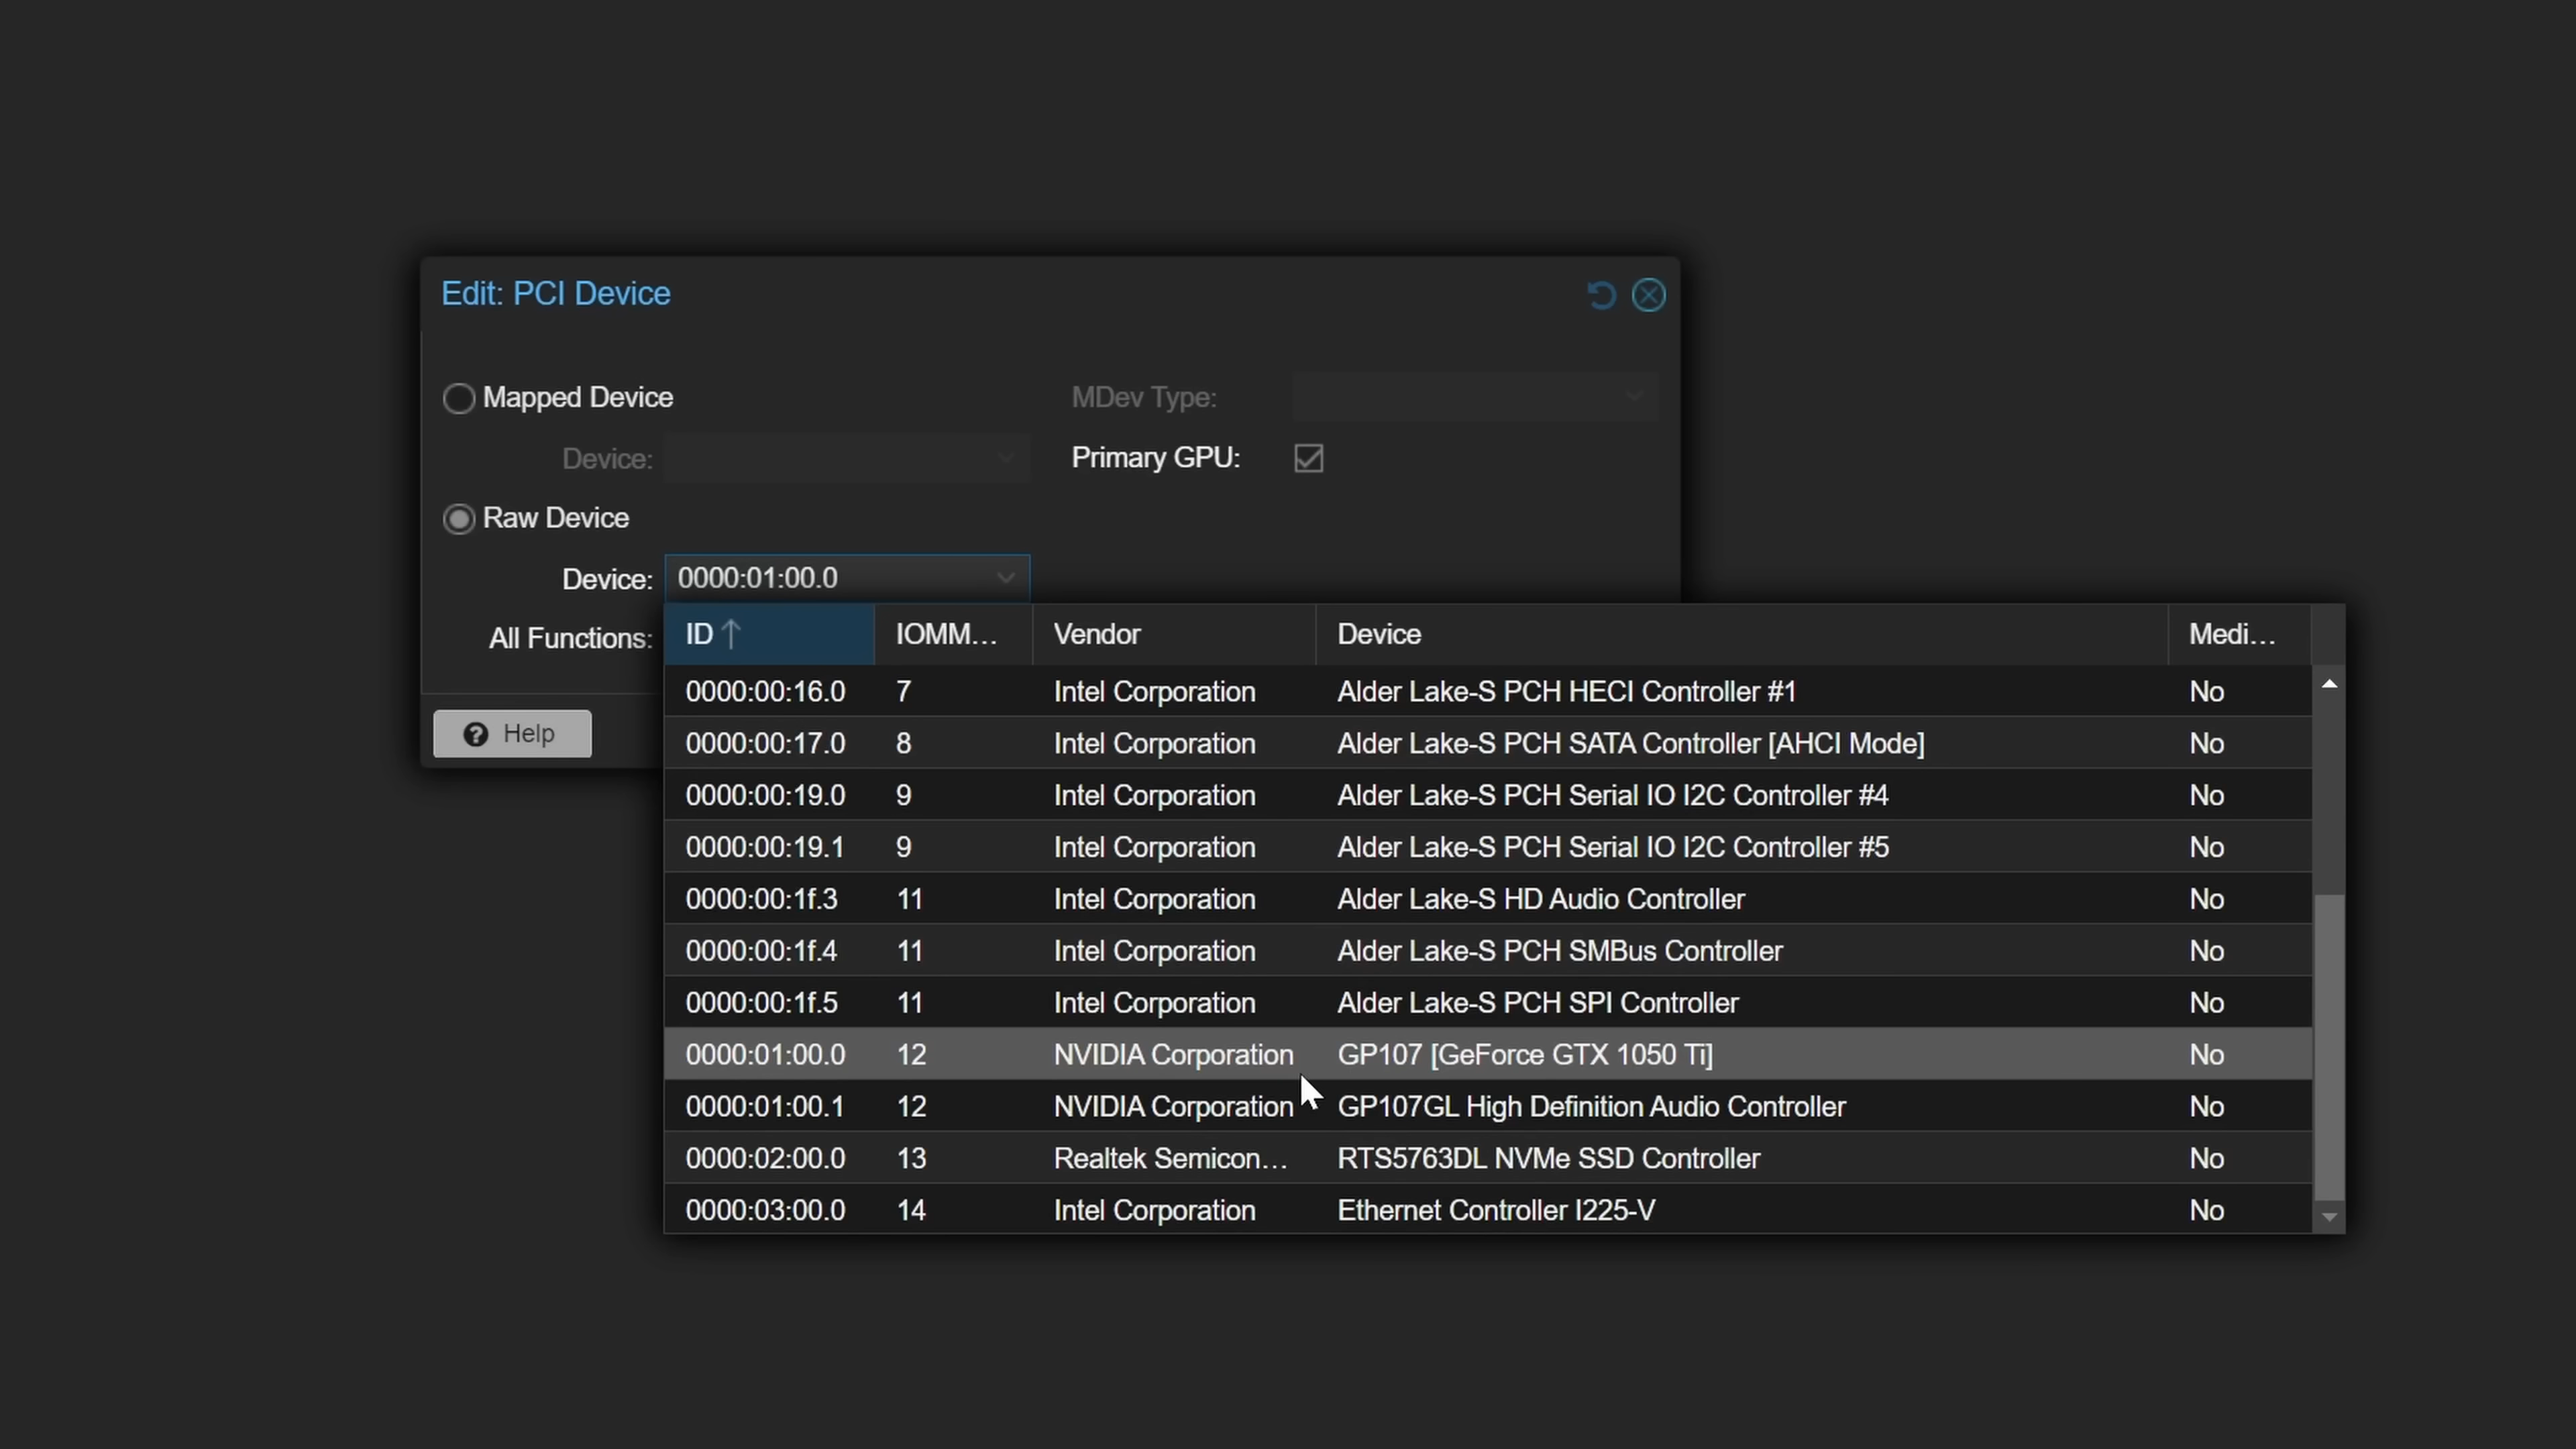 Edit: PCI Device
Mapped Device
MDev Type:
Device:
Primary GPU:
Raw Device
Device: 0000:01:00.0
All Functions:
ID IOMM... Vendor Device Medi...
0000:00:16.0 7 Intel Corporation Alder Lake-S PCH HECI Controller #1 No
0000:00:17.0 8 Intel Corporation Alder Lake-S PCH SATA Controller [AHCI Mode] No
0000:00:19.0 9 Intel Corporation Alder Lake-S PCH Serial IO I2C Controller #4 No
0000:00:19.1 9 Intel Corporation Alder Lake-S PCH Serial IO I2C Controller #5 No
0000:00:1f.3 11 Intel Corporation Alder Lake-S HD Audio Controller No
0000:00:1f.4 11 Intel Corporation Alder Lake-S PCH SMBus Controller No
0000:00:1f.5 11 Intel Corporation Alder Lake-S PCH SPI Controller No
0000:01:00.0 12 NVIDIA Corporation GP107 [GeForce GTX 1050 Ti] No
0000:01:00.1 12 NVIDIA Corporation GP107GL High Definition Audio Controller No
0000:02:00.0 13 Realtek Semicon... RTS5763DL NVMe SSD Controller No
0000:03:00.0 14 Intel Corporation Ethernet Controller I225-V No
Help